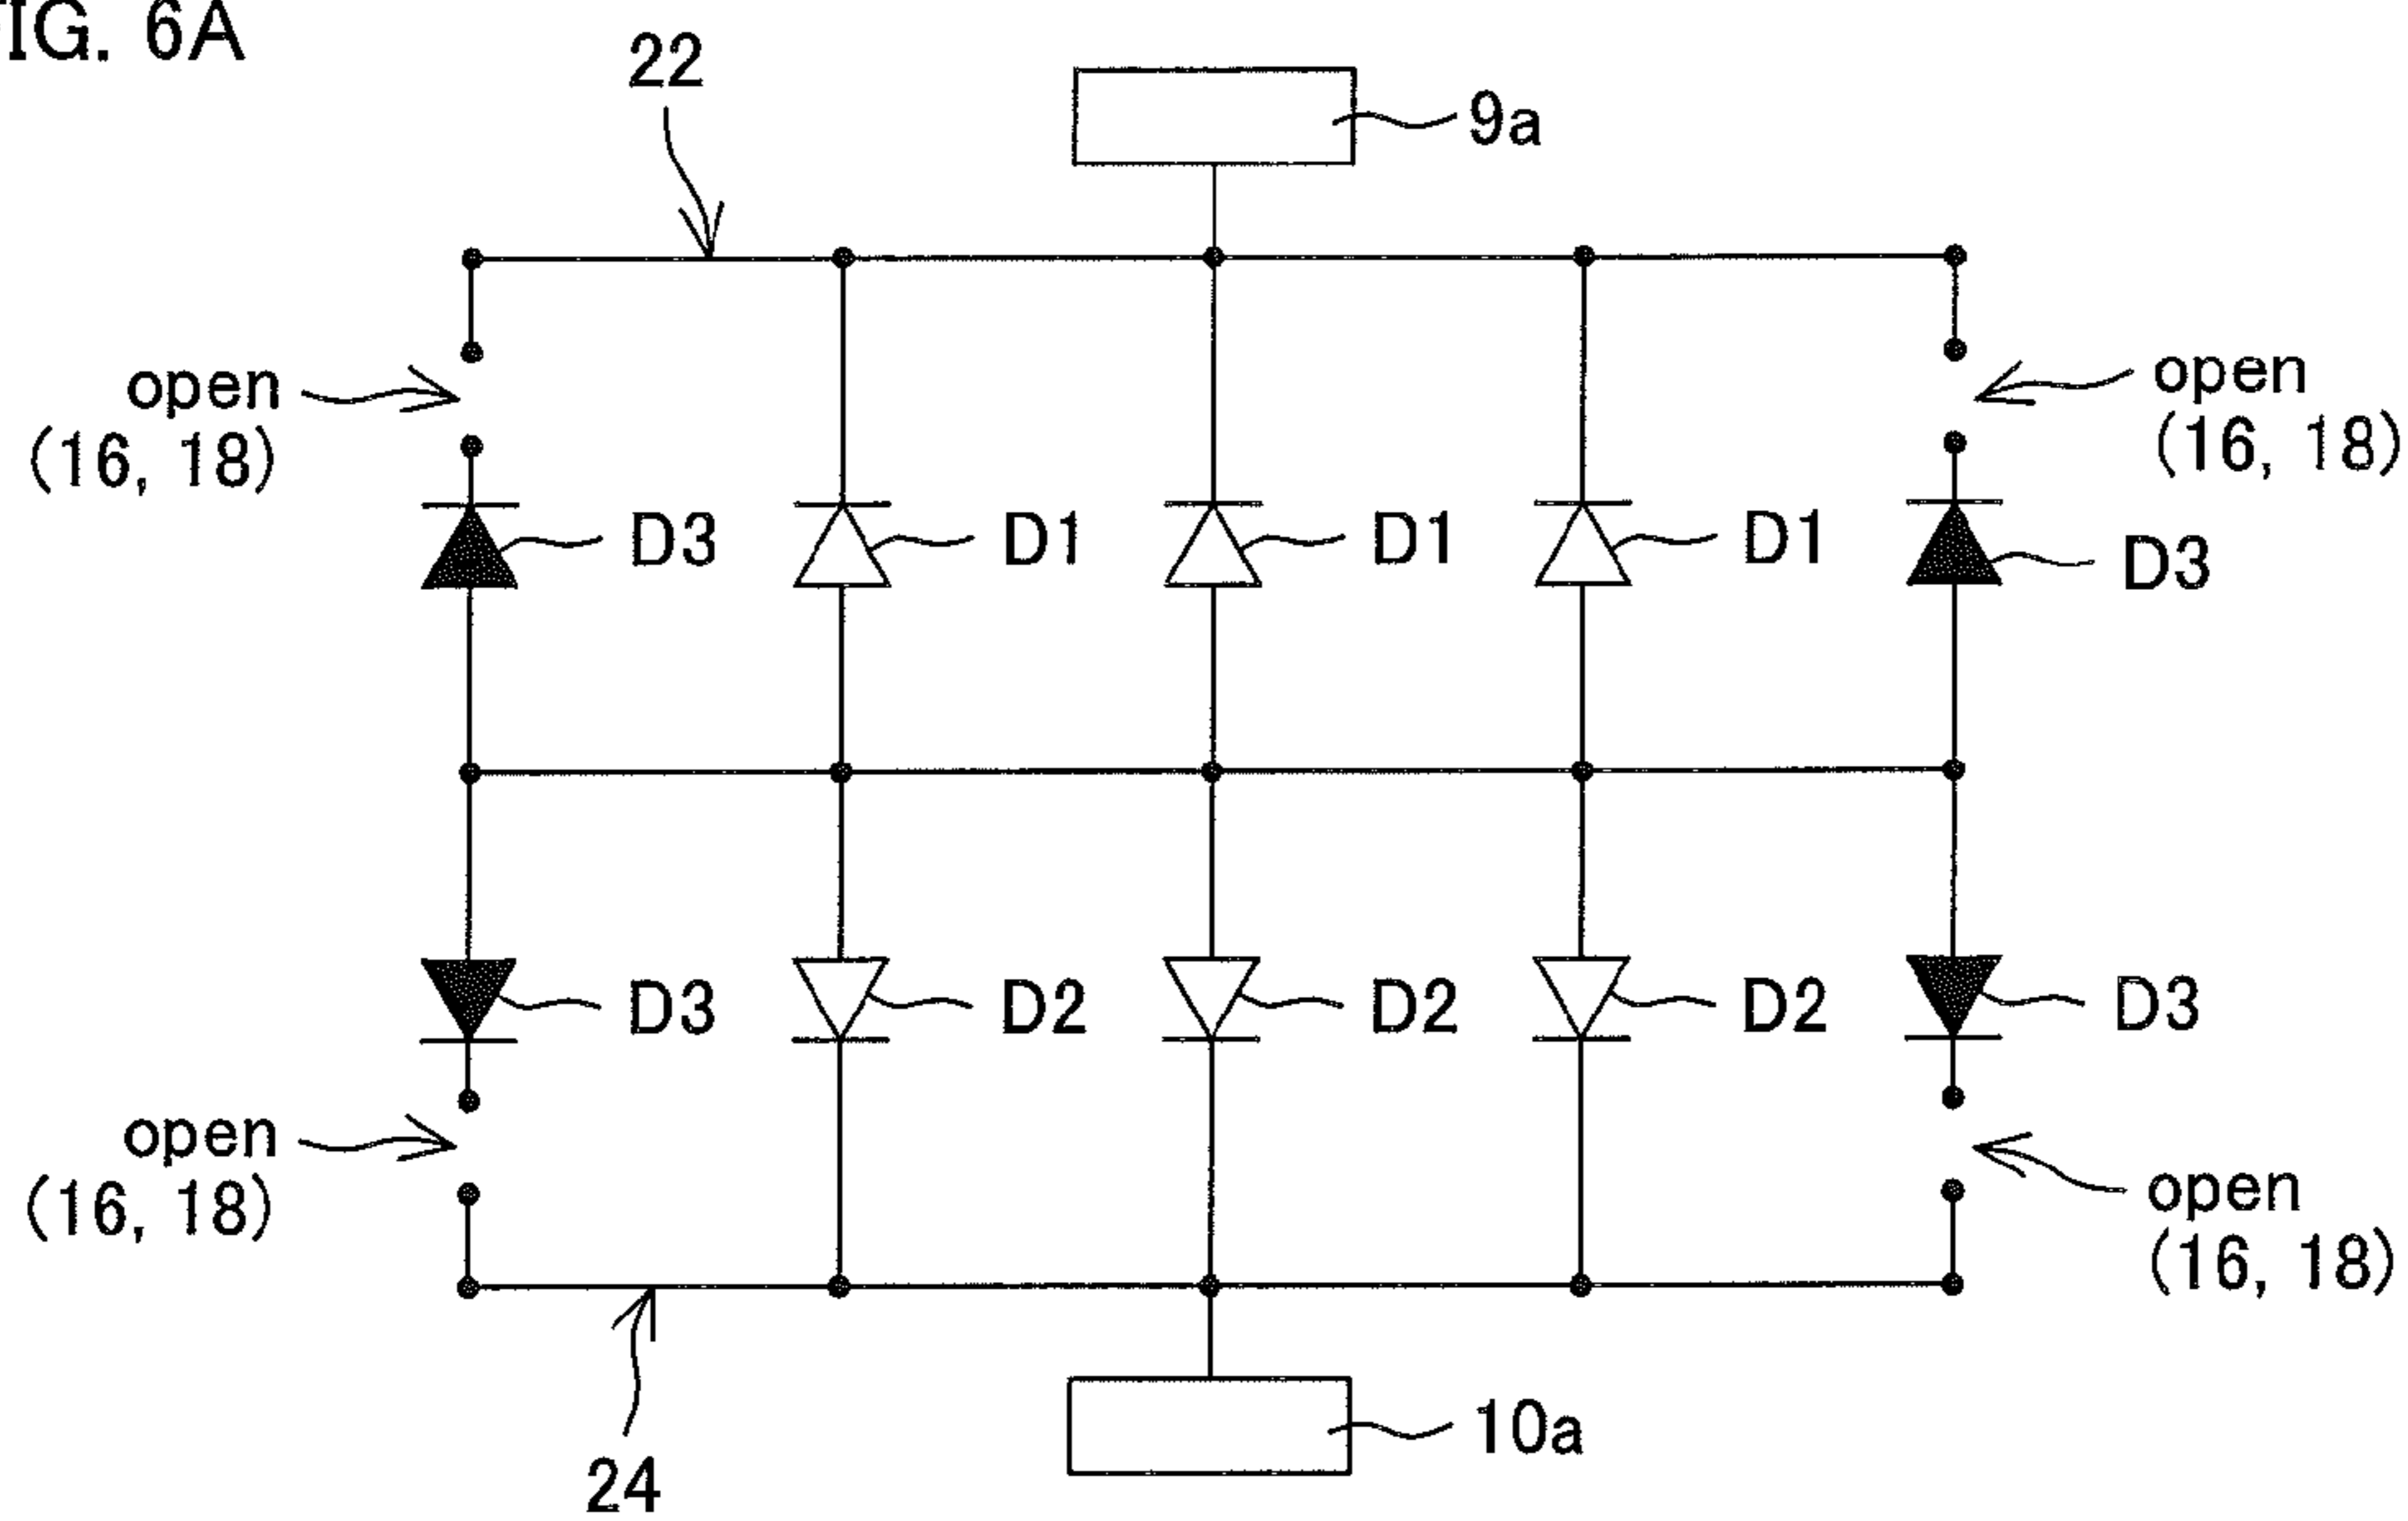 FIG. 6A
22
9a
open
(16, 18)
open
(16, 18)
D3
D1
D1
D1
D3
D3
D2
D2
D2
D3
open
(16, 18)
open
(16, 18)
10a
24